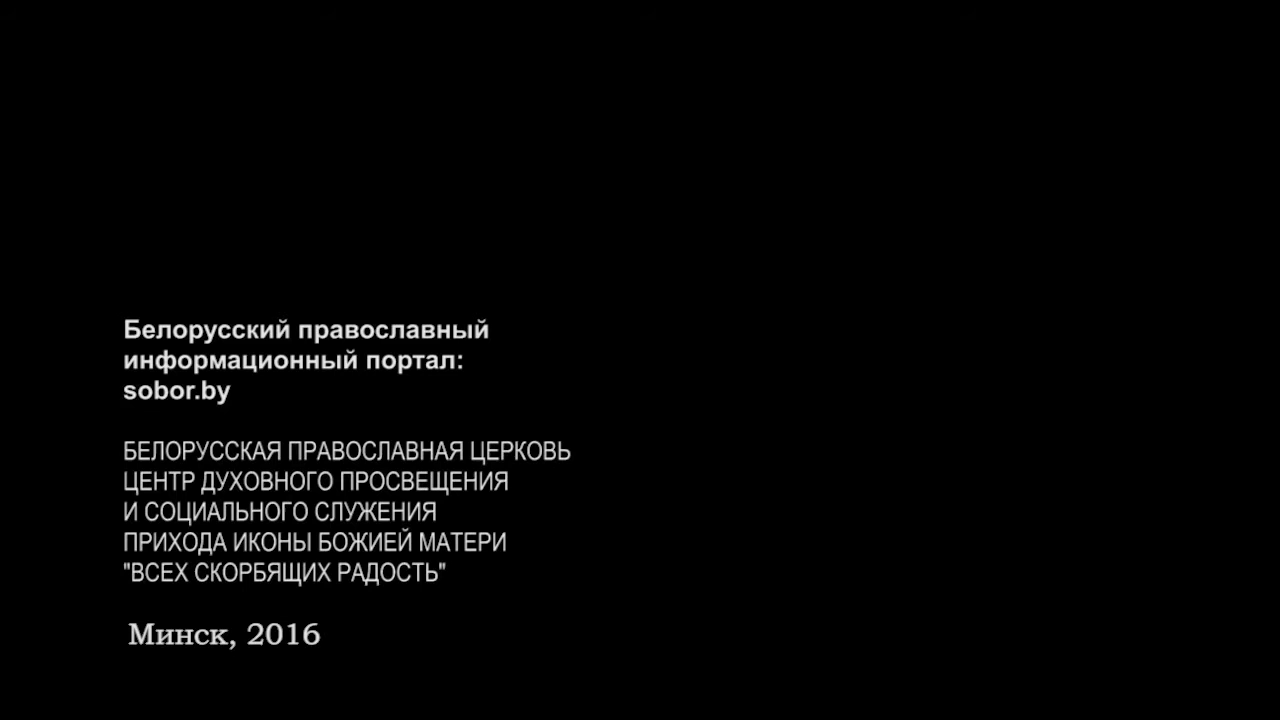 Белорусский православный
информационный портал:
sobor.by
БЕЛОРУССКАЯ ПРАВОСЛАВНАЯ ЦЕРКОВЬ
ЦЕНТР ДУХОВНОГО ПРОСВЕЩЕНИЯ
И СОЦИАЛЬНОГО СЛУЖЕНИЯ
ПРИХОДА ИКОНЫ БОЖИЕЙ МАТЕРИ
"ВСЕХ СКОРБЯЩИХ РАДОСТЬ"
Минск, 2016